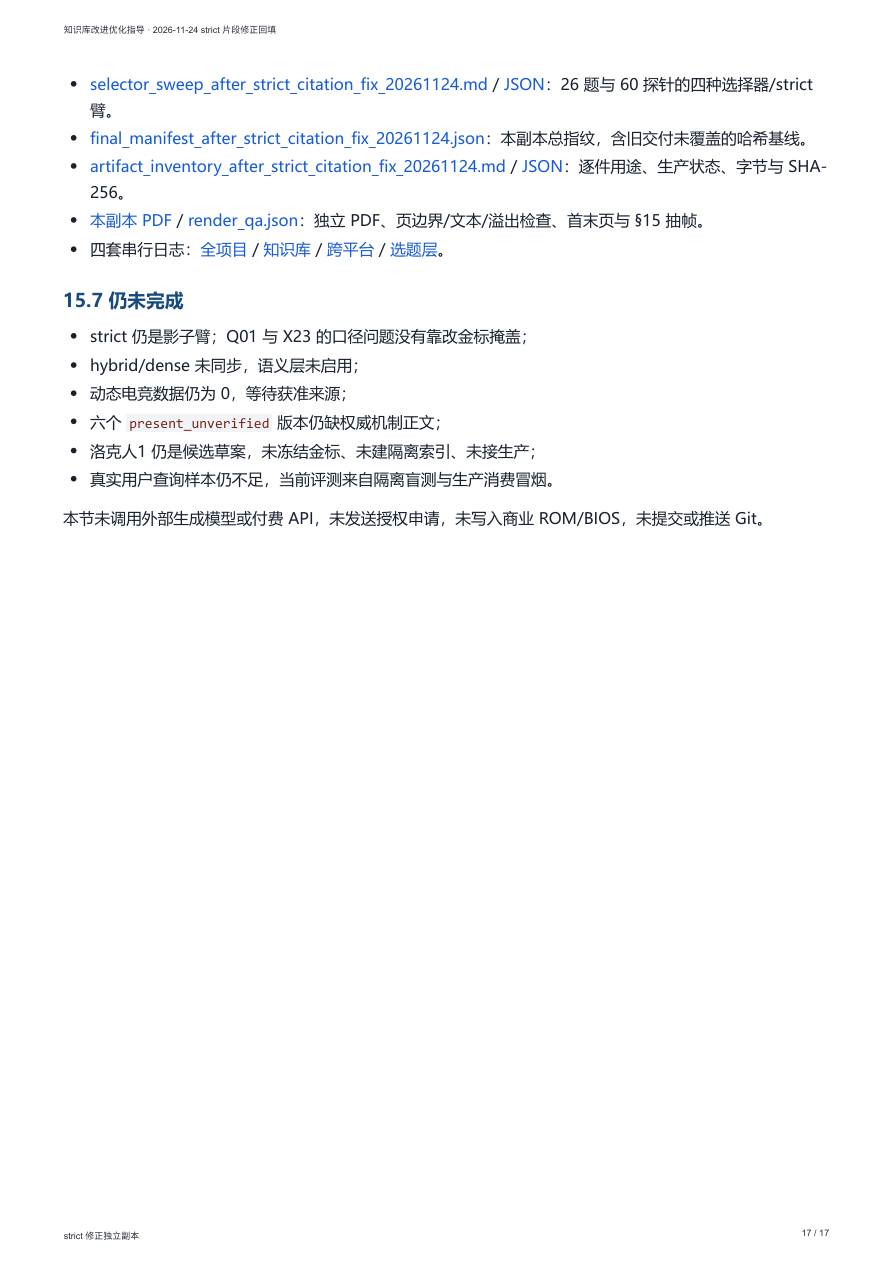 知识库改进优化指导 · 2026-11-24 strict 片段修正回填
• selector_sweep_after_strict_citation_fix_20261124.md / JSON：26 题与 60 探针的四种选择器/strict
臂。
• final_manifest_after_strict_citation_fix_20261124.json：本副本总指纹，含旧交付未覆盖的哈希基线。
• artifact_inventory_after_strict_citation_fix_20261124.md / JSON：逐件用途、生产状态、字节与 SHA-
256。
• 本副本 PDF / render_qa.json：独立 PDF、页边界/文本/溢出检查、首末页与 §15 抽帧。
• 四套串行日志：全项目 / 知识库 / 跨平台 / 选题层。
15.7 仍未完成
• strict 仍是影子臂；Q01 与 X23 的口径问题没有靠改金标掩盖；
• hybrid/dense 未同步，语义层未启用；
• 动态电竞数据仍为 0，等待获准来源；
• 六个 present_unverified 版本仍缺权威机制正文；
• 洛克人1 仍是候选草案，未冻结金标、未建隔离索引、未接生产；
• 真实用户查询样本仍不足，当前评测来自隔离盲测与生产消费冒烟。
本节未调用外部生成模型或付费 API，未发送授权申请，未写入商业 ROM/BIOS，未提交或推送 Git。
strict 修正独立副本
17 / 17